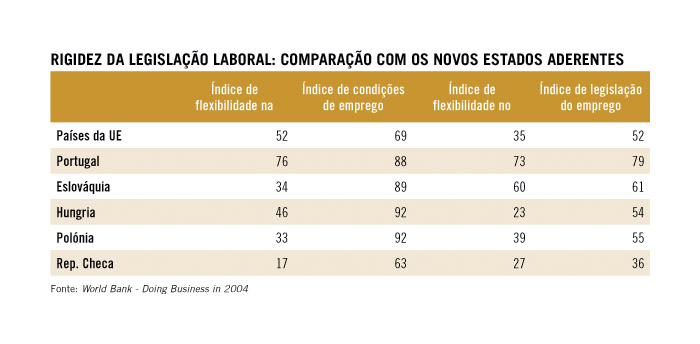 RIGIDEZ DA LEGISLAÇÃO LABORAL: COMPARAÇÃO COM OS NOVOS ESTADOS ADERENTES
Índice de Índice de condições Índice de Índice de legislação
flexibilidade na de emprego flexibilidade no do emprego
Países da UE 52 69 35 52
Portugal 76 88 73 79
Eslováquia 34 89 60 61
Hungria 46 92 23 54
Polónia 33 92 39 55
Rep. Checa 17 63 27 36
Fonte: World Bank - Doing Business in 2004